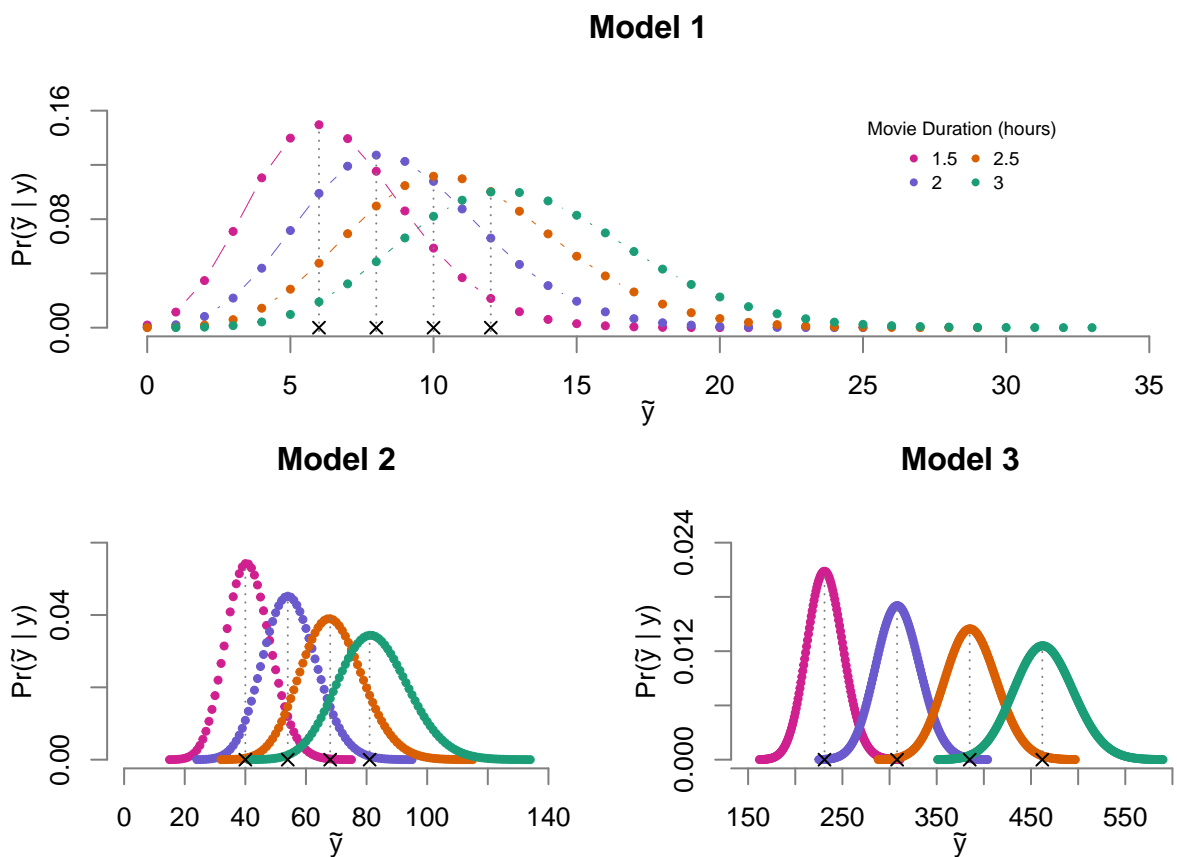 Model 1
Pr(ỹ | y)
0.00 0.08 0.16
Movie Duration (hours)
1.5 2.5
2 3
0 5 10 15 20 25 30 35
ỹ
Model 2
Pr(ỹ | y)
0.00 0.04
0 20 40 60 80 100 140
ỹ
Model 3
Pr(ỹ | y)
0.000 0.012 0.024
150 250 350 450 550
ỹ